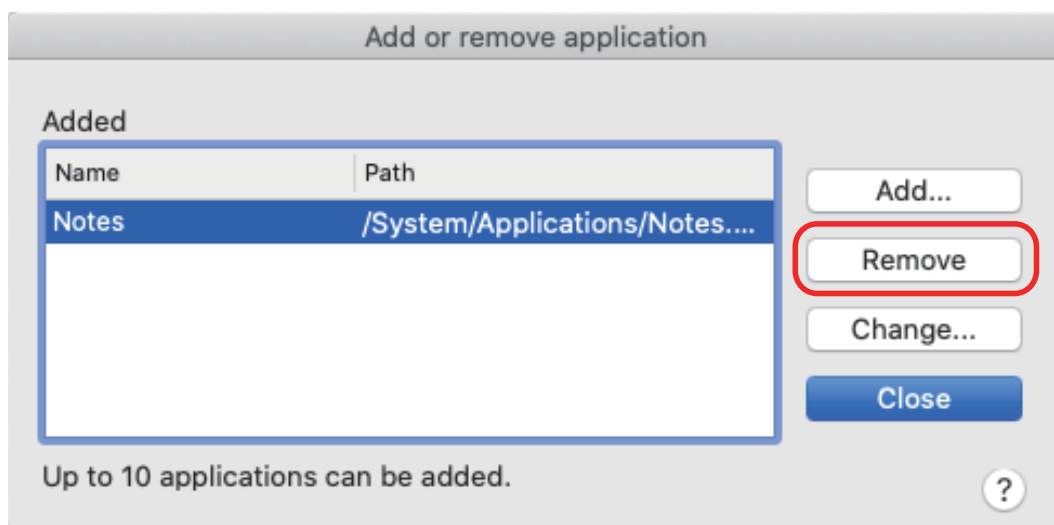 Add or remove application
Added
Name Path
Notes /System/Applications/Notes....
Add...
Remove
Change...
Close
Up to 10 applications can be added.
?